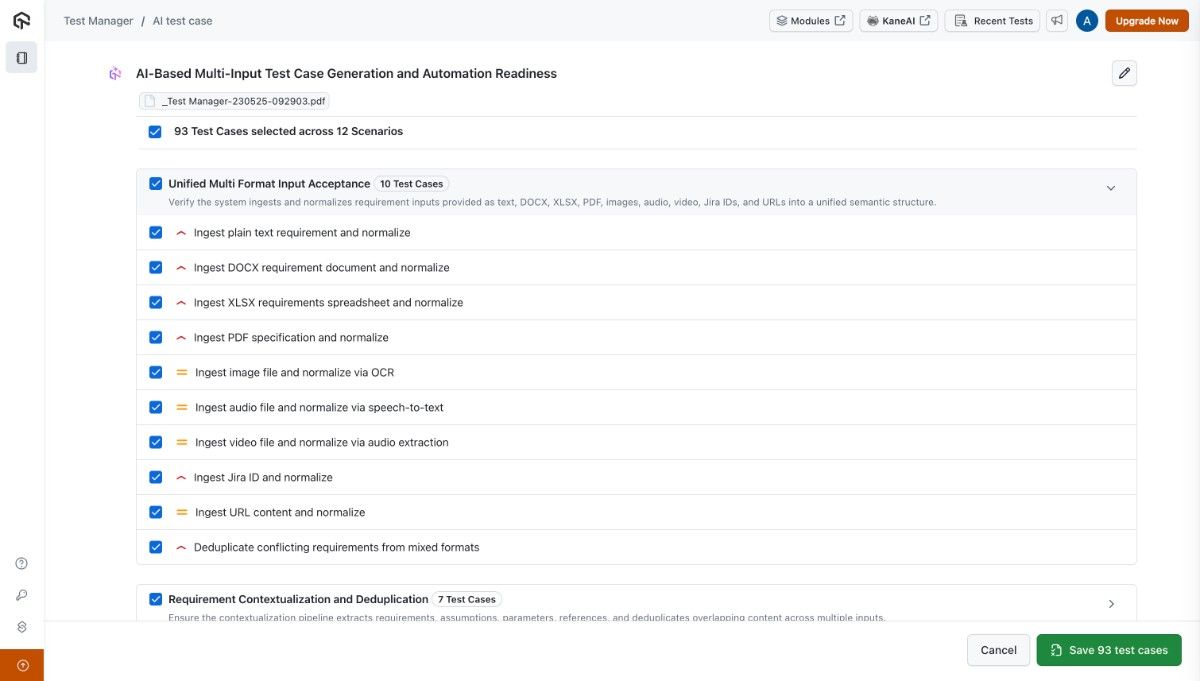 Test Manager / AI test case
Modules
KaneAI
Recent Tests
A
Upgrade Now
AI-Based Multi-Input Test Case Generation and Automation Readiness
_Test Manager-230525-092903.pdf
93 Test Cases selected across 12 Scenarios
Unified Multi Format Input Acceptance 10 Test Cases
Verify the system ingests and normalizes requirement inputs provided as text, DOCX, XLSX, PDF, images, audio, video, Jira IDs, and URLs into a unified semantic structure.
Ingest plain text requirement and normalize
Ingest DOCX requirement document and normalize
Ingest XLSX requirements spreadsheet and normalize
Ingest PDF specification and normalize
Ingest image file and normalize via OCR
Ingest audio file and normalize via speech-to-text
Ingest video file and normalize via audio extraction
Ingest Jira ID and normalize
Ingest URL content and normalize
Deduplicate conflicting requirements from mixed formats
Requirement Contextualization and Deduplication 7 Test Cases
Ensure the contextualization pipeline extracts requirements, assumptions, parameters, references, and deduplicates overlapping content across multiple inputs.
Cancel
Save 93 test cases